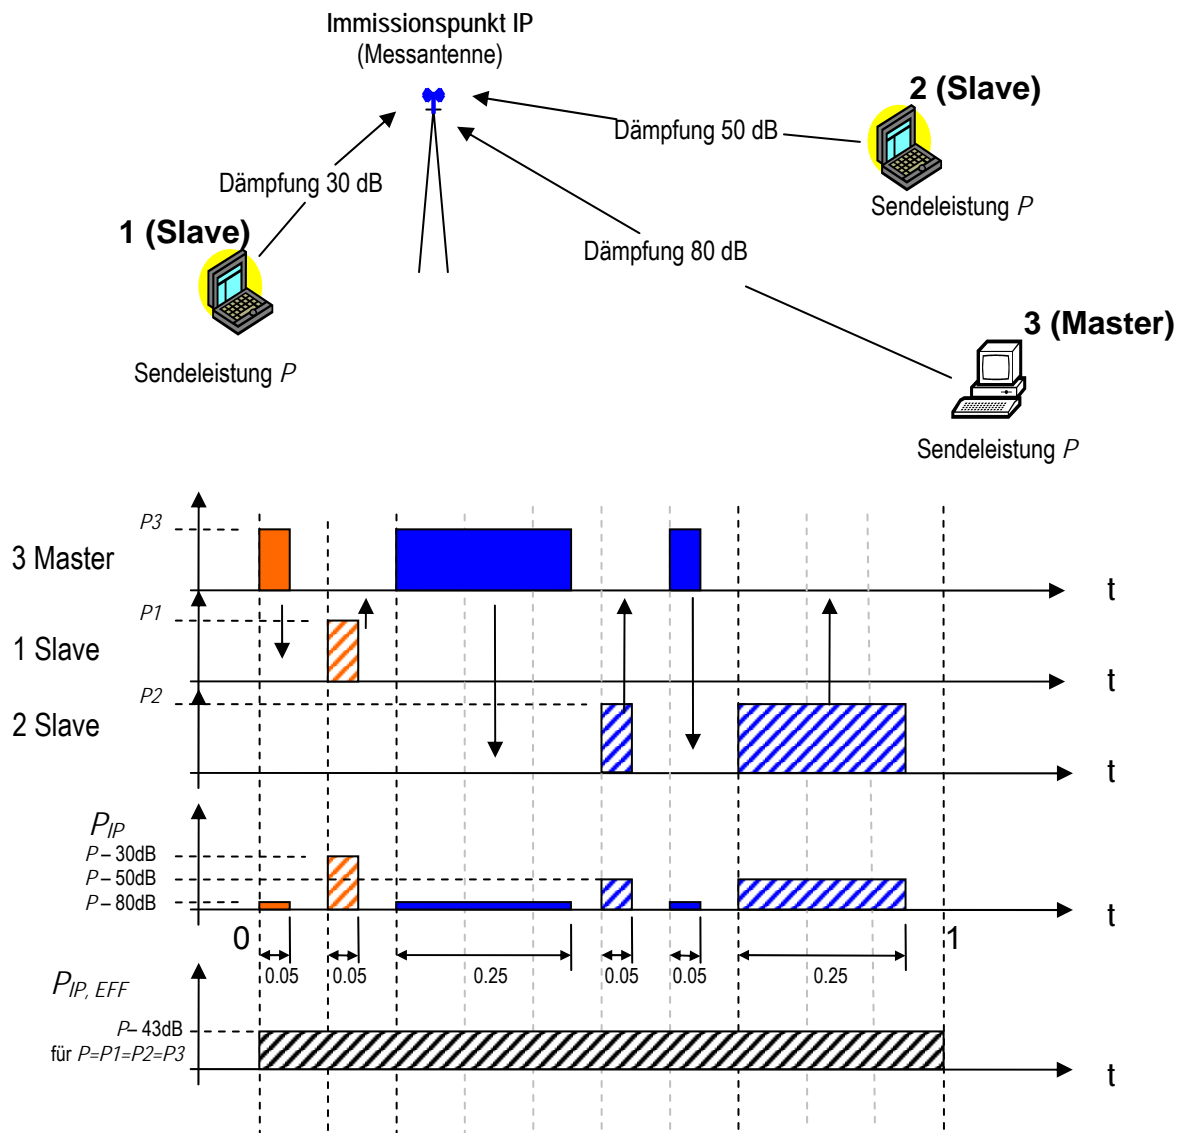 Immissionspunkt IP
(Messantenne)
2 (Slave)
Dämpfung 50 dB
Dämpfung 30 dB
Sendeleistung P
1 (Slave)
Dämpfung 80 dB
3 (Master)
Sendeleistung P
Sendeleistung P
P3
3 Master
t
P1
1 Slave
t
P2
2 Slave
t
PIP
P – 30dB
P – 50dB
P – 80dB
t
0
1
0.05
0.05
0.25
0.05
0.05
0.25
PIP, EFF
P– 43dB
für P=P1=P2=P3
t